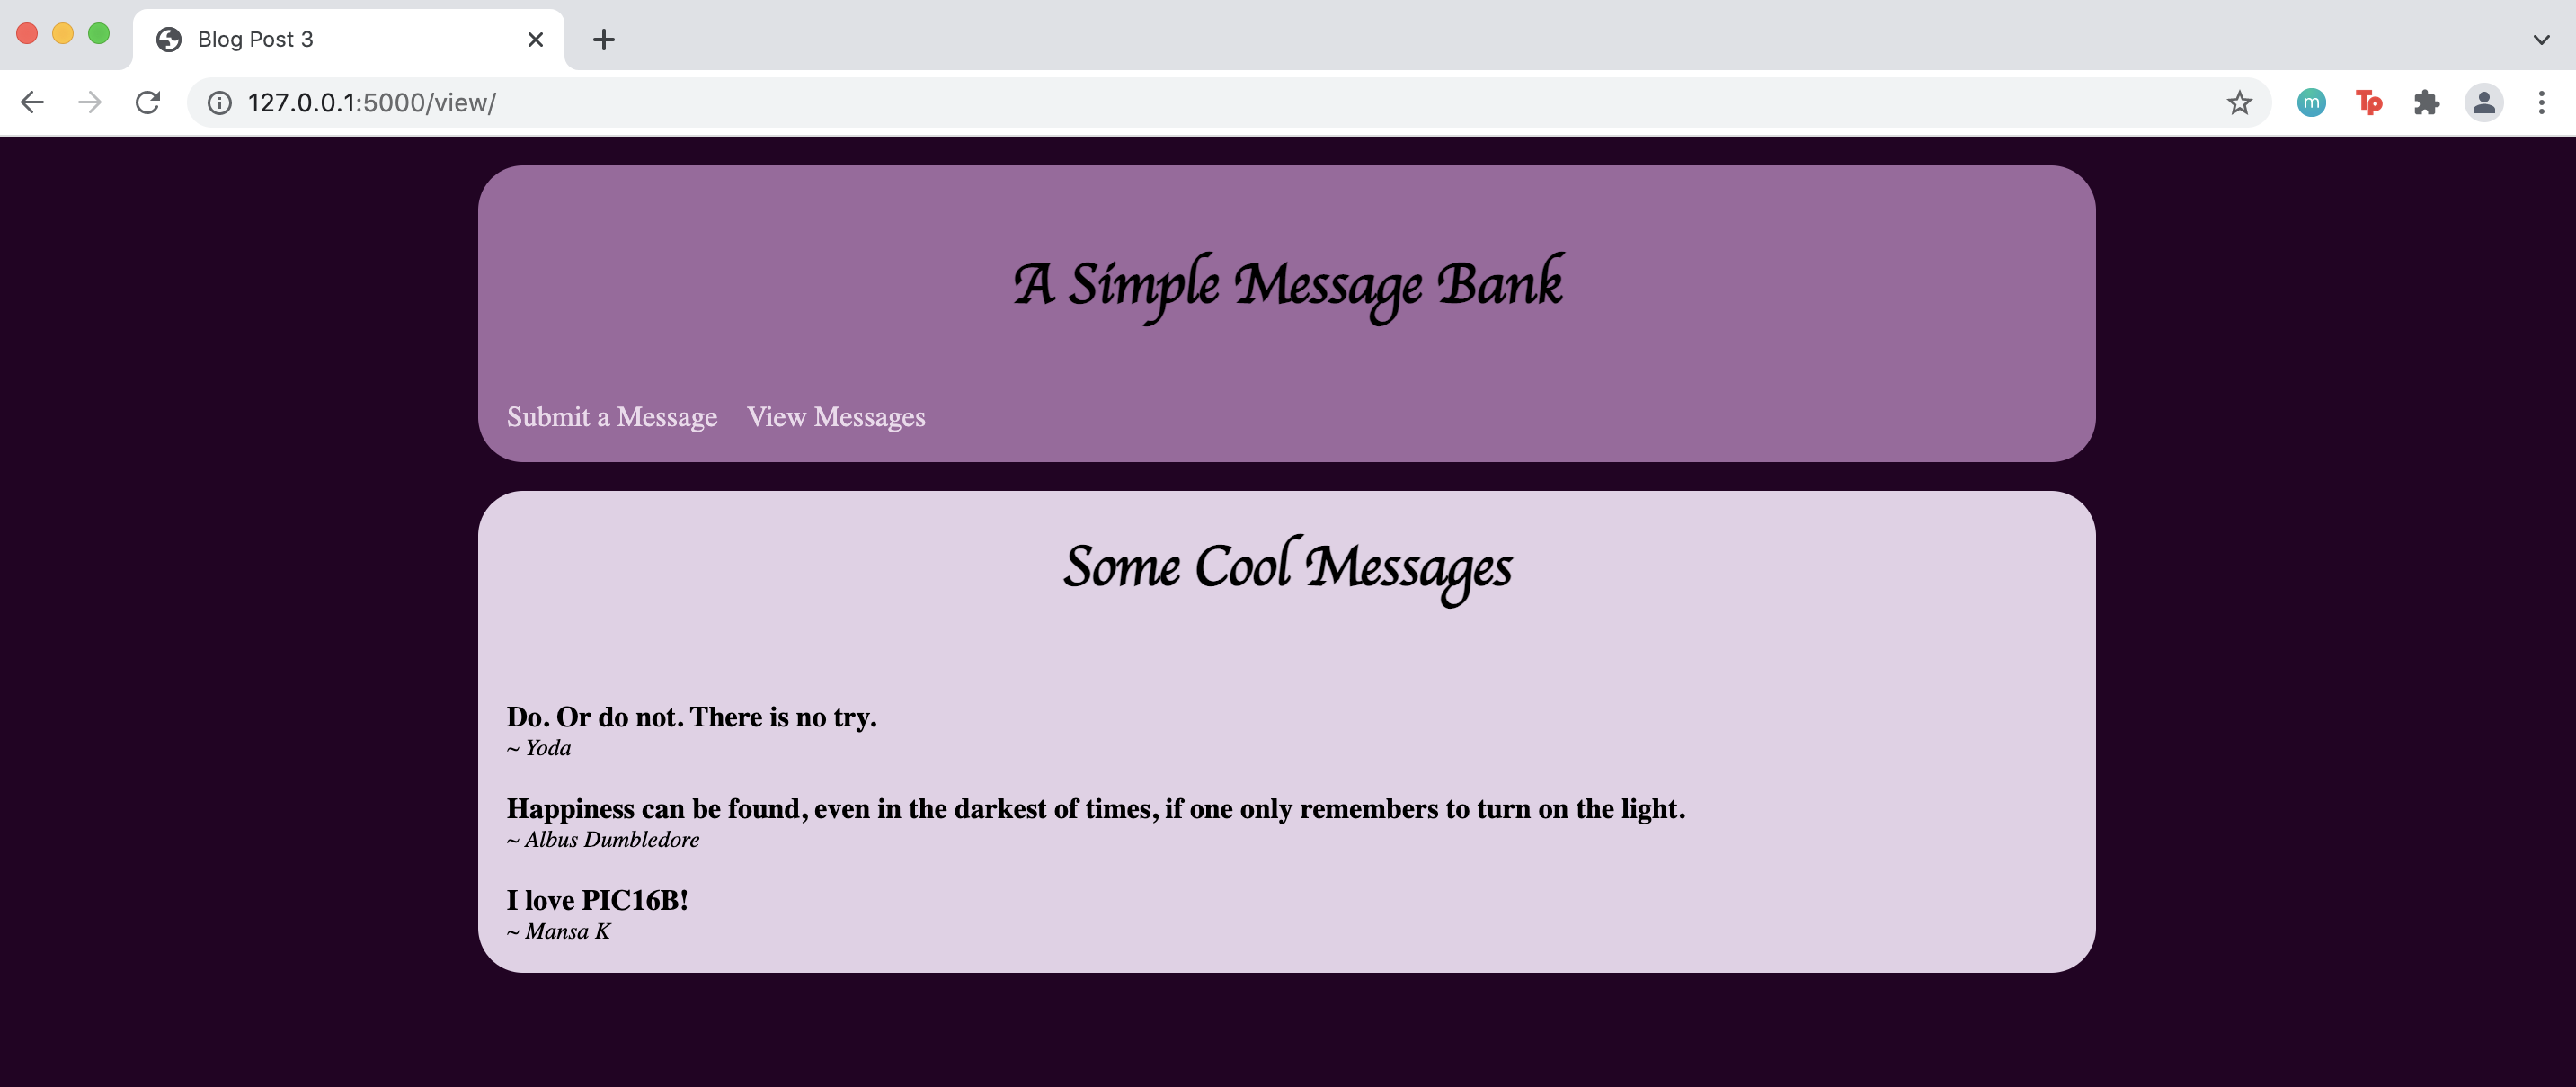 Blog Post 3
127.0.0.1:5000/view/
m
Tp
A Simple Message Bank
Submit a Message View Messages
Some Cool Messages
Do. Or do not. There is no try.
~ Yoda
Happiness can be found, even in the darkest of times, if one only remembers to turn on the light.
~ Albus Dumbledore
I love PIC16B!
~ Mansa K